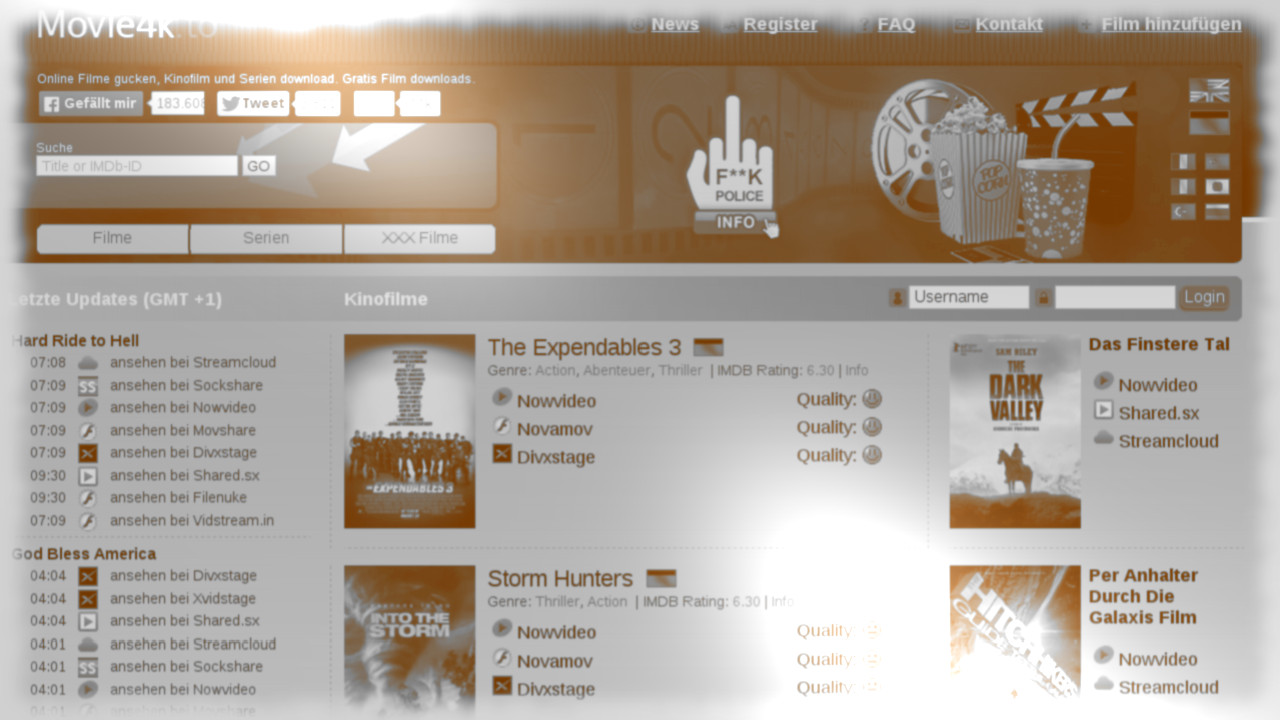 Movie4k.to
News Register FAQ Kontakt Film hinzufügen
Online Filme gucken, Kinofilm und Serien download. Gratis Film downloads.
Gefällt mir 183.608 Tweet
Suche
Title or IMDb-ID GO
F**K
POLICE
INFO
POP
CORN
Filme Serien XXX Filme
Letzte Updates (GMT +1)
Kinofilme
Username Login
Hard Ride to Hell
07:08 ansehen bei Streamcloud
07:09 ansehen bei Sockshare
07:09 ansehen bei Nowvideo
07:09 ansehen bei Movshare
07:09 ansehen bei Divxstage
09:30 ansehen bei Shared.sx
09:30 ansehen bei Filenuke
07:09 ansehen bei Vidstream.in
God Bless America
04:04 ansehen bei Divxstage
04:04 ansehen bei Xvidstage
04:04 ansehen bei Shared.sx
04:01 ansehen bei Streamcloud
04:01 ansehen bei Sockshare
04:01 ansehen bei Nowvideo
04:01 ansehen bei Movshare
THE EXPENDABLES 3
The Expendables 3
Genre: Action, Abenteuer, Thriller | IMDB Rating: 6.30 | Info
Nowvideo Quality:
Novamov Quality:
Divxstage Quality:
INTO THE
STORM
Storm Hunters
Genre: Thriller, Action | IMDB Rating: 6.30 | Info
Nowvideo Quality:
Novamov Quality:
Divxstage Quality:
SAM RILEY
THE
DARK
VALLEY
Das Finstere Tal
Nowvideo
Shared.sx
Streamcloud
Per Anhalter
Durch Die
Galaxis Film
Nowvideo
Streamcloud